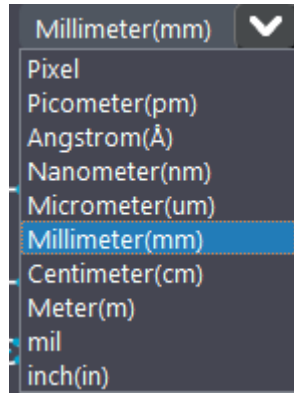 Millimeter(mm)
Pixel
Picometer(pm)
Angstrom(Å)
Nanometer(nm)
Micrometer(um)
Millimeter(mm)
Centimeter(cm)
Meter(m)
mil
inch(in)